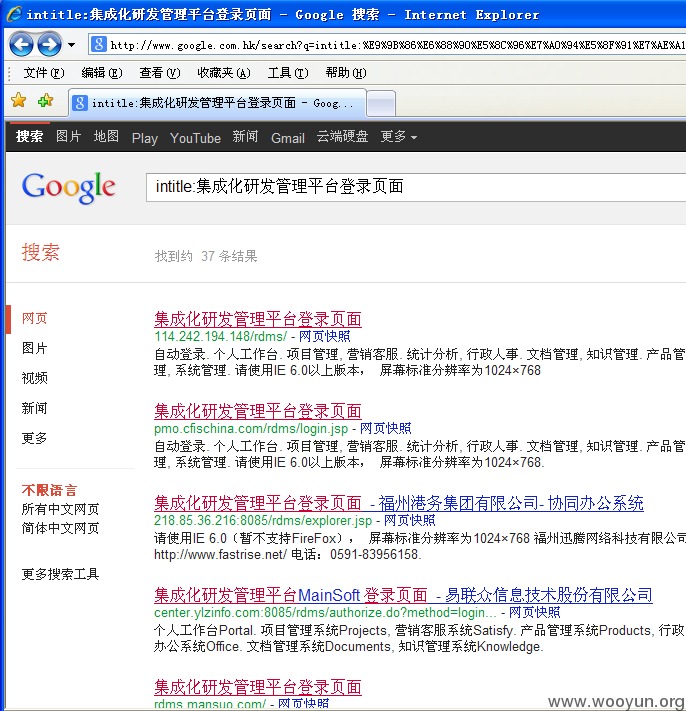 intitle:集成化研发管理平台登录页面 - Google 搜索 - Internet Explorer
http://www.google.com.hk/search?q=intitle:%E9%9B%86%E6%88%90%E5%8C%96%E7%A0%94%E5%8F%91%E7%AE%A1
文件(F) 编辑(E) 查看(V) 收藏夹(A) 工具(T) 帮助(H)
intitle:集成化研发管理平台登录页面 - Goog...
搜索 图片 地图 Play YouTube 新闻 Gmail 云端硬盘 更多
Google intitle:集成化研发管理平台登录页面
搜索 找到约 37 条结果
网页
图片
视频
新闻
更多
不限语言
所有中文网页
简体中文网页
更多搜索工具
集成化研发管理平台登录页面
114.242.194.148/rdms/ - 网页快照
自动登录. 个人工作台. 项目管理, 营销客服. 统计分析, 行政人事. 文档管理, 知识管理. 产品管
理, 系统管理. 请使用IE 6.0以上版本， 屏幕标准分辨率为1024×768
集成化研发管理平台登录页面
pmo.cfischina.com/rdms/login.jsp - 网页快照
自动登录. 个人工作台. 项目管理, 营销客服. 统计分析, 行政人事. 文档管理, 知识管理. 产品管
理, 系统管理. 请使用IE 6.0以上版本， 屏幕标准分辨率为1024×768.
集成化研发管理平台登录页面 - 福州港务集团有限公司- 协同办公系统
218.85.36.216:8085/rdms/explorer.jsp - 网页快照
请使用IE 6.0（暂不支持FireFox）， 屏幕标准分辨率为1024×768 福州迅腾网络科技有限公司
http://www.fastrise.net/ 电话：0591-83956158.
集成化研发管理平台MainSoft 登录页面 - 易联众信息技术股份有限公司
center.ylzinfo.com:8085/rdms/authorize.do?method=login... - 网页快照
个人工作台Portal. 项目管理系统Projects, 营销客服系统Satisfy. 产品管理系统Products, 行政
办公系统Office. 文档管理系统Documents, 知识管理系统Knowledge.
集成化研发管理平台登录页面
rdms.mansuo.com/ - 网页快照
www.wooyun.org